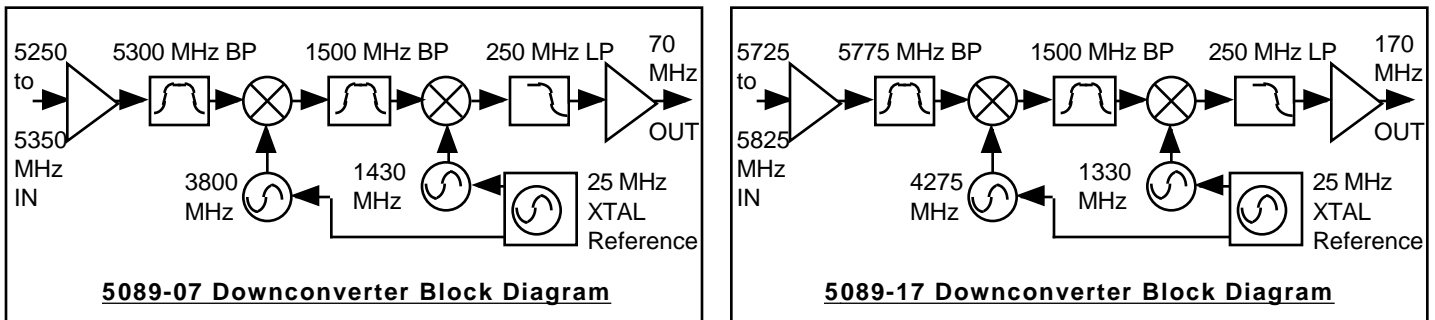 5250
to
5350
MHz
IN
5300 MHz BP
1500 MHz BP
250 MHz LP
70
MHz
OUT
3800
MHz
1430
MHz
25 MHz
XTAL
Reference
5089-07 Downconverter Block Diagram
5725
to
5825
MHz
IN
5775 MHz BP
1500 MHz BP
250 MHz LP
170
MHz
OUT
4275
MHz
1330
MHz
25 MHz
XTAL
Reference
5089-17 Downconverter Block Diagram